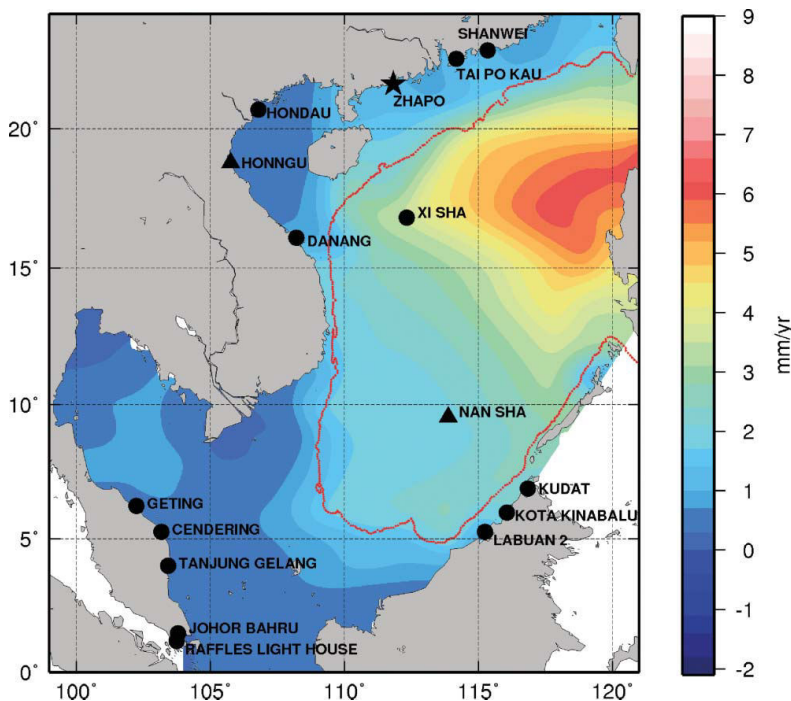 SHANWEI
TAI PO KAU
ZHAPO
HONDAU
HONNGU
XI SHA
DANANG
NAN SHA
KUDAT
GETING
KOTA KINABALU
CENDERING
LABUAN 2
TANJUNG GELANG
JOHOR BAHRU
RAFFLES LIGHT HOUSE
20°
15°
10°
5°
0°
100° 105° 110° 115° 120°
9
8
7
6
5
4
3
2
1
0
-1
-2
mm/yr